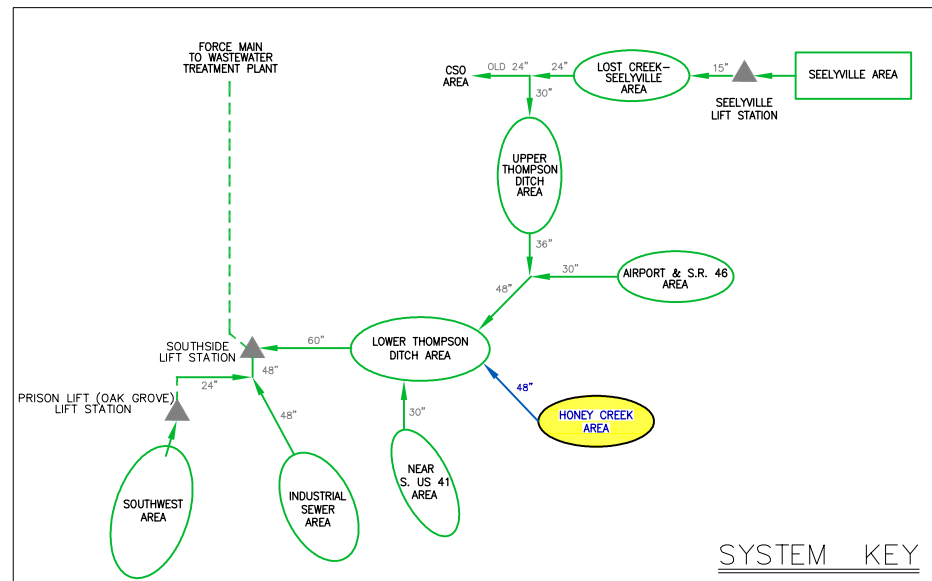 FORCE MAIN
TO WASTEWATER
TREATMENT PLANT
CSO
AREA
OLD 24"
24"
LOST CREEK–
SEELYVILLE
AREA
15"
SEELYVILLE AREA
SEELYVILLE
LIFT STATION
30"
UPPER
THOMPSON
DITCH
AREA
36"
30"
AIRPORT & S.R. 46
AREA
48"
SOUTHSIDE
LIFT STATION
60"
LOWER THOMPSON
DITCH AREA
48"
24"
PRISON LIFT (OAK GROVE)
LIFT STATION
48"
30"
48"
HONEY CREEK
AREA
SOUTHWEST
AREA
INDUSTRIAL
SEWER
AREA
NEAR
S. US 41
AREA
SYSTEM KEY